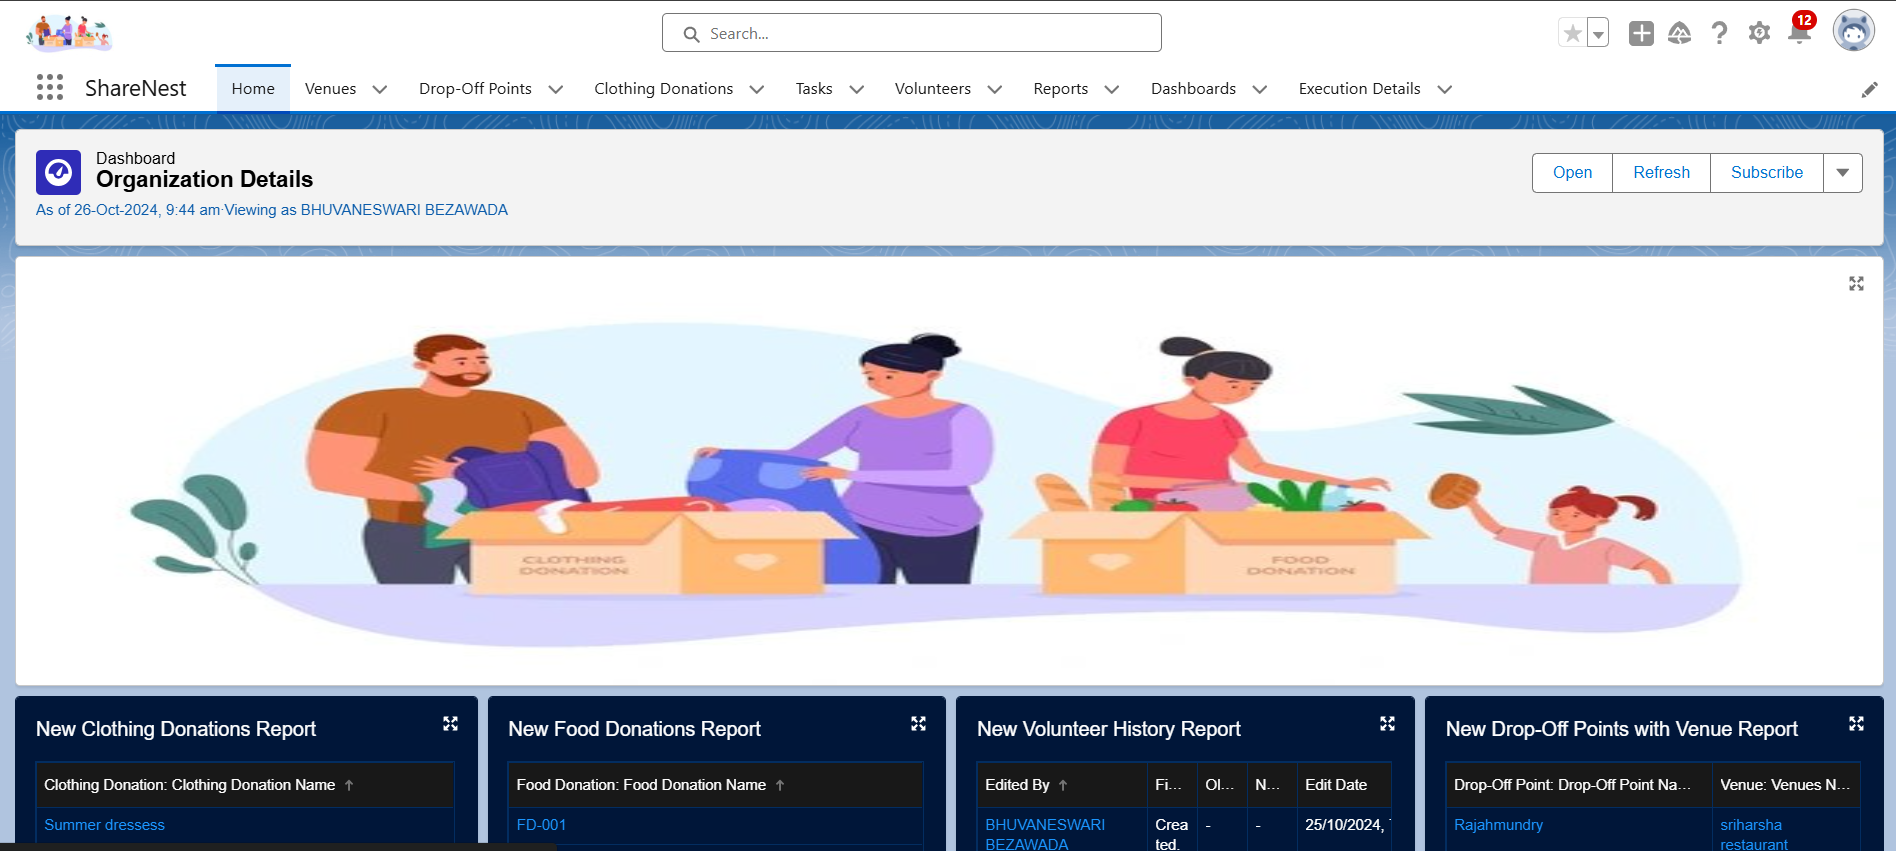 Search...
12
ShareNest
Home
Venues
Drop-Off Points
Clothing Donations
Tasks
Volunteers
Reports
Dashboards
Execution Details
Dashboard
Organization Details
As of 26-Oct-2024, 9:44 am·Viewing as BHUVANESWARI BEZAWADA
Open
Refresh
Subscribe
CLOTHING
DONATION
FOOD
DONATION
New Clothing Donations Report
Clothing Donation: Clothing Donation Name ↑
Summer dressess
New Food Donations Report
Food Donation: Food Donation Name ↑
FD-001
New Volunteer History Report
Edited By ↑ Fi... Ol... N... Edit Date
BHUVANESWARI Crea - - 25/10/2024,
BEZAWADA ted.
New Drop-Off Points with Venue Report
Drop-Off Point: Drop-Off Point Na... Venue: Venues N...
Rajahmundry sriharsha
restaurant